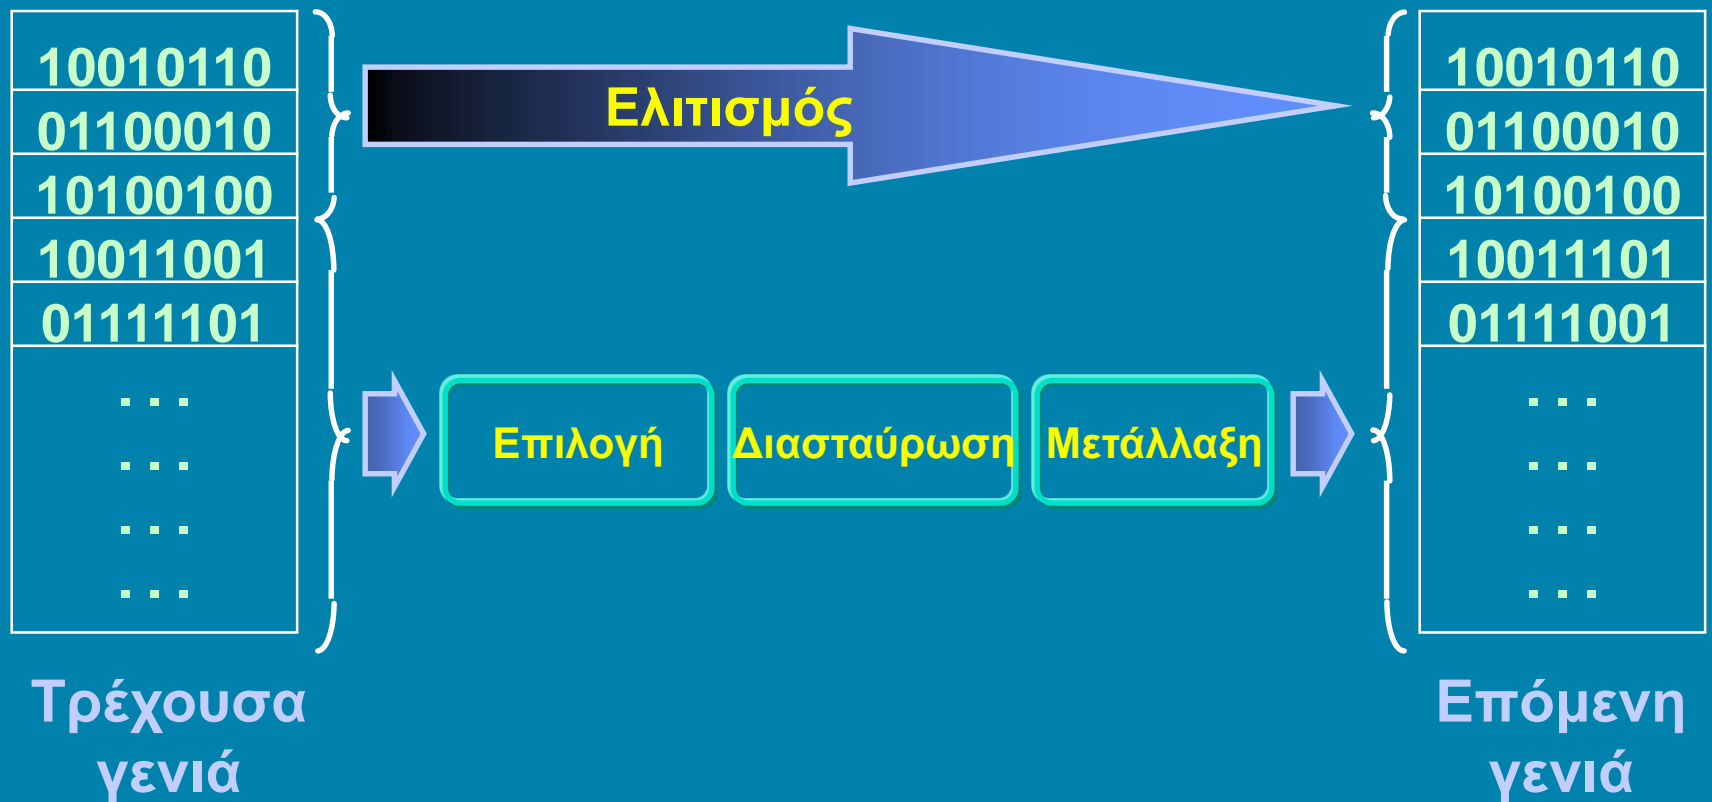 10010110
01100010
10100100
10011001
01111101
. . .
. . .
. . .
. . .
Τρέχουσα
γενιά
Ελιτισμός
Επιλογή
Διασταύρωση
Μετάλλαξη
10010110
01100010
10100100
10011101
01111001
. . .
. . .
. . .
. . .
Επόμενη
γενιά